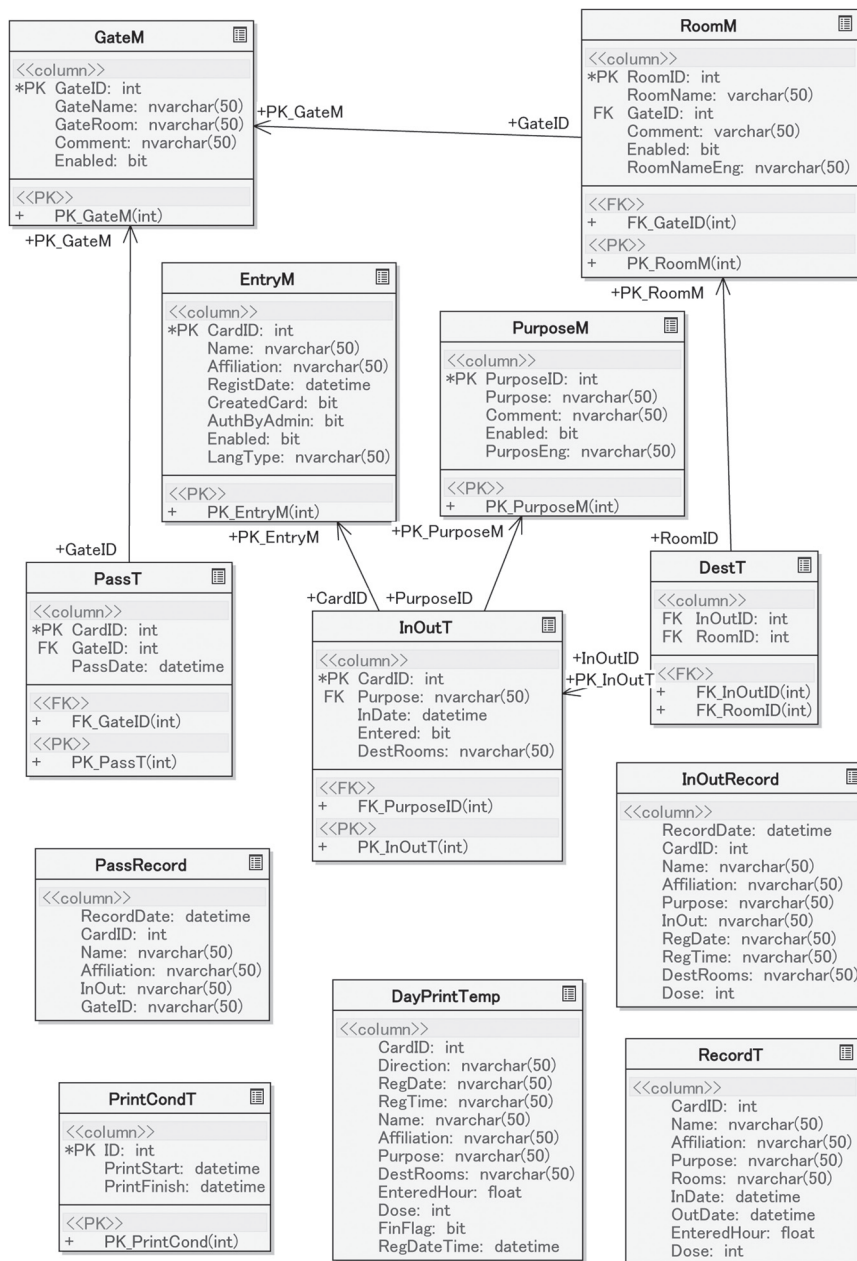 GateM
<<column>>
*PK GateID: int
GateName: nvarchar(50)
GateRoom: nvarchar(50)
Comment: nvarchar(50)
Enabled: bit
<<PK>>
+ PK_GateM(int)
+PK_GateM
+GateID
+PK_GateM
RoomM
<<column>>
*PK RoomID: int
RoomName: varchar(50)
FK GateID: int
Comment: varchar(50)
Enabled: bit
RoomNameEng: nvarchar(50)
<<FK>>
+ FK_GateID(int)
<<PK>>
+ PK_RoomM(int)
+PK_RoomM
EntryM
<<column>>
*PK CardID: int
Name: nvarchar(50)
Affiliation: nvarchar(50)
RegistDate: datetime
CreatedCard: bit
AuthByAdmin: bit
Enabled: bit
LangType: nvarchar(50)
<<PK>>
+ PK_EntryM(int)
+PK_EntryM
PurposeM
<<column>>
*PK PurposeID: int
Purpose: nvarchar(50)
Comment: nvarchar(50)
Enabled: bit
PurposEng: nvarchar(50)
<<PK>>
+ PK_PurposeM(int)
+PK_PurposeM
+GateID
PassT
<<column>>
*PK CardID: int
FK GateID: int
PassDate: datetime
<<FK>>
+ FK_GateID(int)
<<PK>>
+ PK_PassT(int)
+CardID
+PurposeID
InOutT
<<column>>
*PK CardID: int
FK Purpose: nvarchar(50)
InDate: datetime
Entered: bit
DestRooms: nvarchar(50)
<<FK>>
+ FK_PurposeID(int)
<<PK>>
+ PK_InOutT(int)
+InOutID
+PK_InOutT
+RoomID
DestT
<<column>>
FK InOutID: int
FK RoomID: int
<<FK>>
+ FK_InOutID(int)
+ FK_RoomID(int)
InOutRecord
<<column>>
RecordDate: datetime
CardID: int
Name: nvarchar(50)
Affiliation: nvarchar(50)
Purpose: nvarchar(50)
InOut: nvarchar(50)
RegDate: nvarchar(50)
RegTime: nvarchar(50)
DestRooms: nvarchar(50)
Dose: int
PassRecord
<<column>>
RecordDate: datetime
CardID: int
Name: nvarchar(50)
Affiliation: nvarchar(50)
InOut: nvarchar(50)
GateID: nvarchar(50)
DayPrintTemp
<<column>>
CardID: int
Direction: nvarchar(50)
RegDate: nvarchar(50)
RegTime: nvarchar(50)
Name: nvarchar(50)
Affiliation: nvarchar(50)
Purpose: nvarchar(50)
DestRooms: nvarchar(50)
EnteredHour: float
Dose: int
FinFlag: bit
RegDateTime: datetime
RecordT
<<column>>
CardID: int
Name: nvarchar(50)
Affiliation: nvarchar(50)
Purpose: nvarchar(50)
Rooms: nvarchar(50)
InDate: datetime
OutDate: datetime
EnteredHour: float
Dose: int
PrintCondT
<<column>>
*PK ID: int
PrintStart: datetime
PrintFinish: datetime
<<PK>>
+ PK_PrintCond(int)